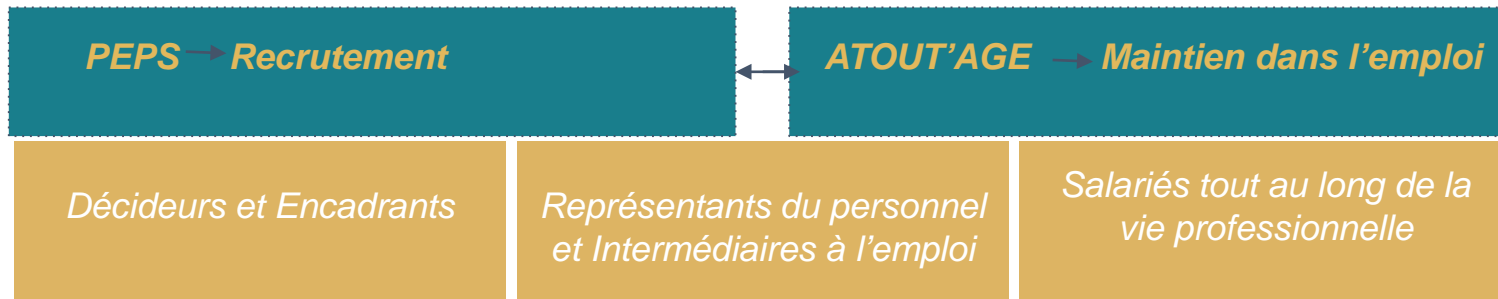 PEPS Recrutement
ATOUT’AGE Maintien dans l’emploi
Décideurs et Encadrants
Représentants du personnel
et Intermédiaires à l’emploi
Salariés tout au long de la
vie professionnelle